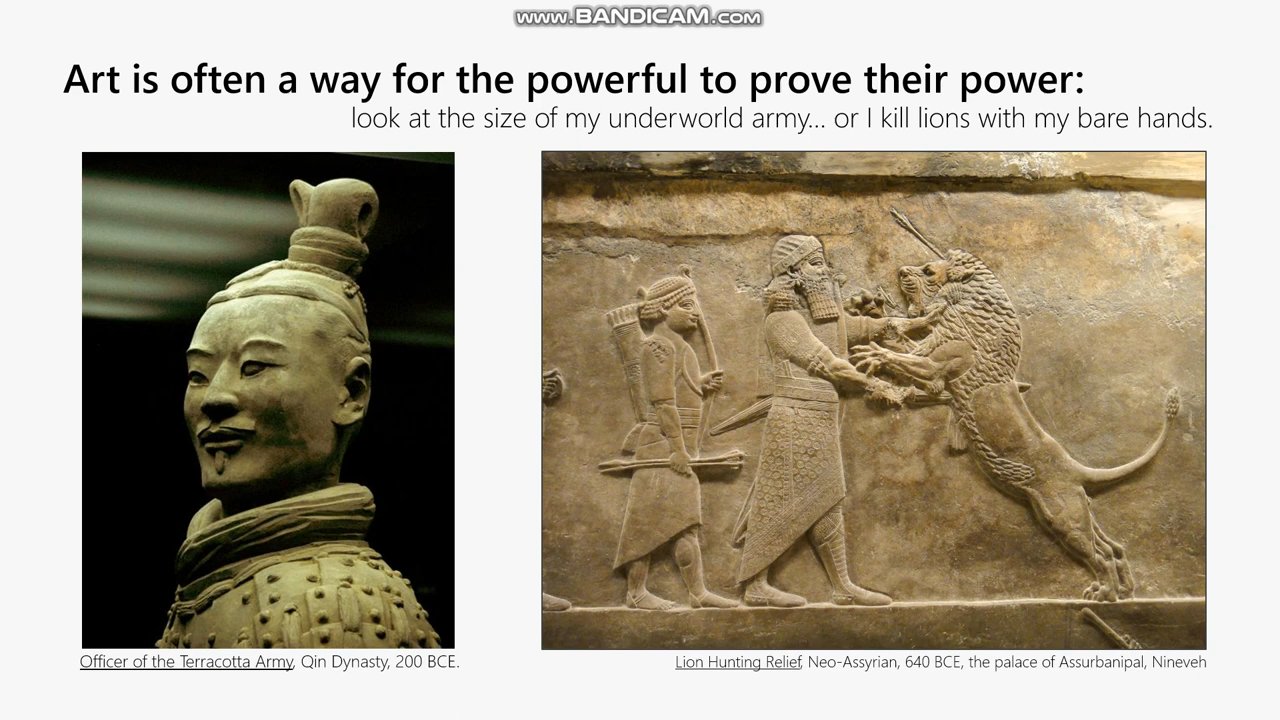 www.BANDICAM.com
Art is often a way for the powerful to prove their power:
look at the size of my underworld army... or I kill lions with my bare hands.
Officer of the Terracotta Army, Qin Dynasty, 200 BCE.
Lion Hunting Relief, Neo-Assyrian, 640 BCE, the palace of Assurbanipal, Nineveh